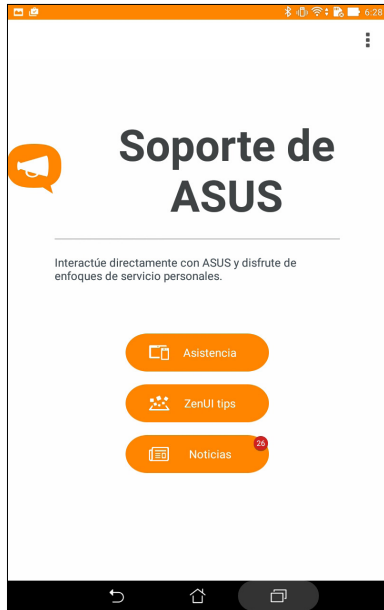 6:28
Soporte de
ASUS
Interactúe directamente con ASUS y disfrute de
enfoques de servicio personales.
Asistencia
ZenUI tips
26
Noticias